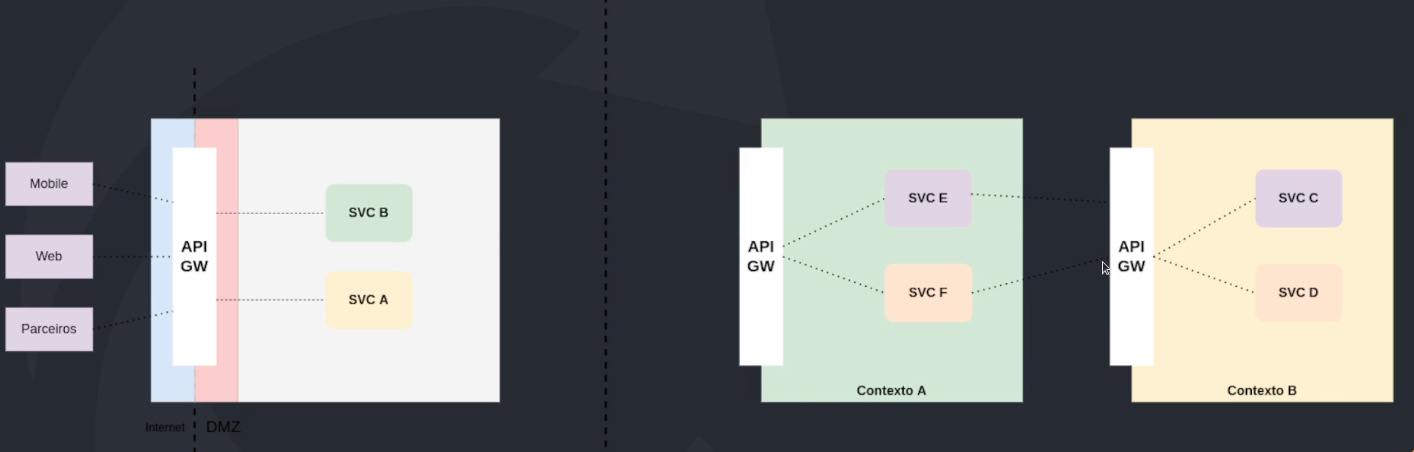 Mobile
Web
Parceiros
API
GW
SVC B
SVC A
Internet
DMZ
API
GW
SVC E
SVC F
Contexto A
API
GW
SVC C
SVC D
Contexto B